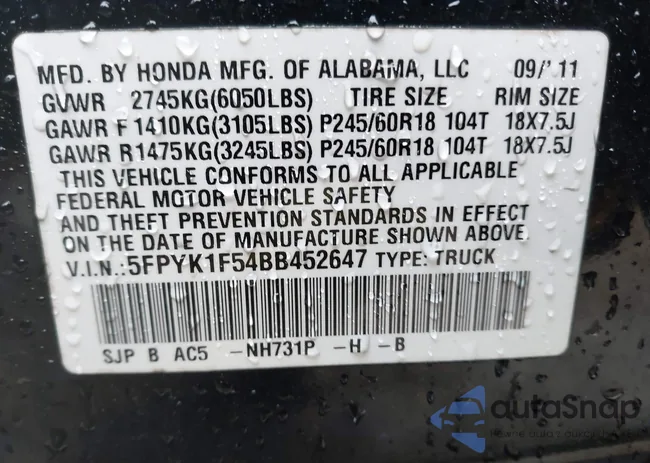 MFD. BY HONDA MFG. OF ALABAMA, LLC 09/'11
GVWR 2745KG(6050LBS) TIRE SIZE RIM SIZE
GAWR F 1410KG(3105LBS) P245/60R18 104T 18X7.5J
GAWR R1475KG(3245LBS) P245/60R18 104T 18X7.5J
THIS VEHICLE CONFORMS TO ALL APPLICABLE
FEDERAL MOTOR VEHICLE SAFETY
AND THEFT PREVENTION STANDARDS IN EFFECT
ON THE DATE OF MANUFACTURE SHOWN ABOVE.
V.I.N.:5FPYK1F54BB452647 TYPE: TRUCK
SJP B AC5 -NH731P -H -B
autoSnap